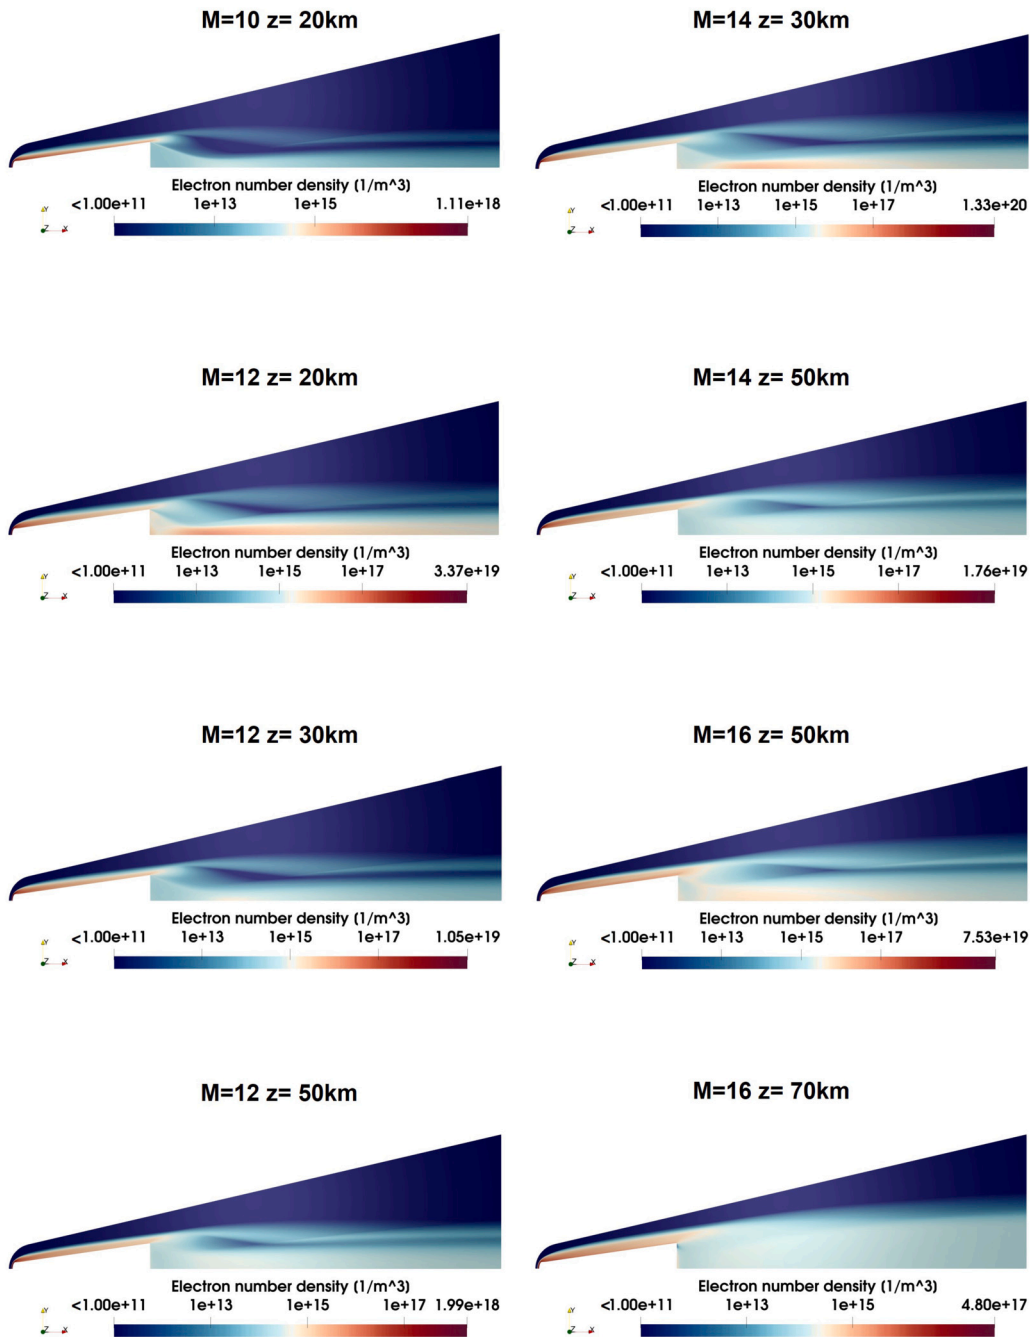 M=10 z= 20km
Electron number density (1/m^3)
<1.00e+11 1e+13 1e+15 1.11e+18
Y
Z X
M=14 z= 30km
Electron number density (1/m^3)
<1.00e+11 1e+13 1e+15 1e+17 1.33e+20
Y
Z X
M=12 z= 20km
Electron number density (1/m^3)
<1.00e+11 1e+13 1e+15 1e+17 3.37e+19
Y
Z X
M=14 z= 50km
Electron number density (1/m^3)
<1.00e+11 1e+13 1e+15 1e+17 1.76e+19
Y
Z X
M=12 z= 30km
Electron number density (1/m^3)
<1.00e+11 1e+13 1e+15 1e+17 1.05e+19
Y
Z X
M=16 z= 50km
Electron number density (1/m^3)
<1.00e+11 1e+13 1e+15 1e+17 7.53e+19
Y
Z X
M=12 z= 50km
Electron number density (1/m^3)
<1.00e+11 1e+13 1e+15 1e+17 1.99e+18
Y
Z X
M=16 z= 70km
Electron number density (1/m^3)
<1.00e+11 1e+13 1e+15 4.80e+17
Y
Z X